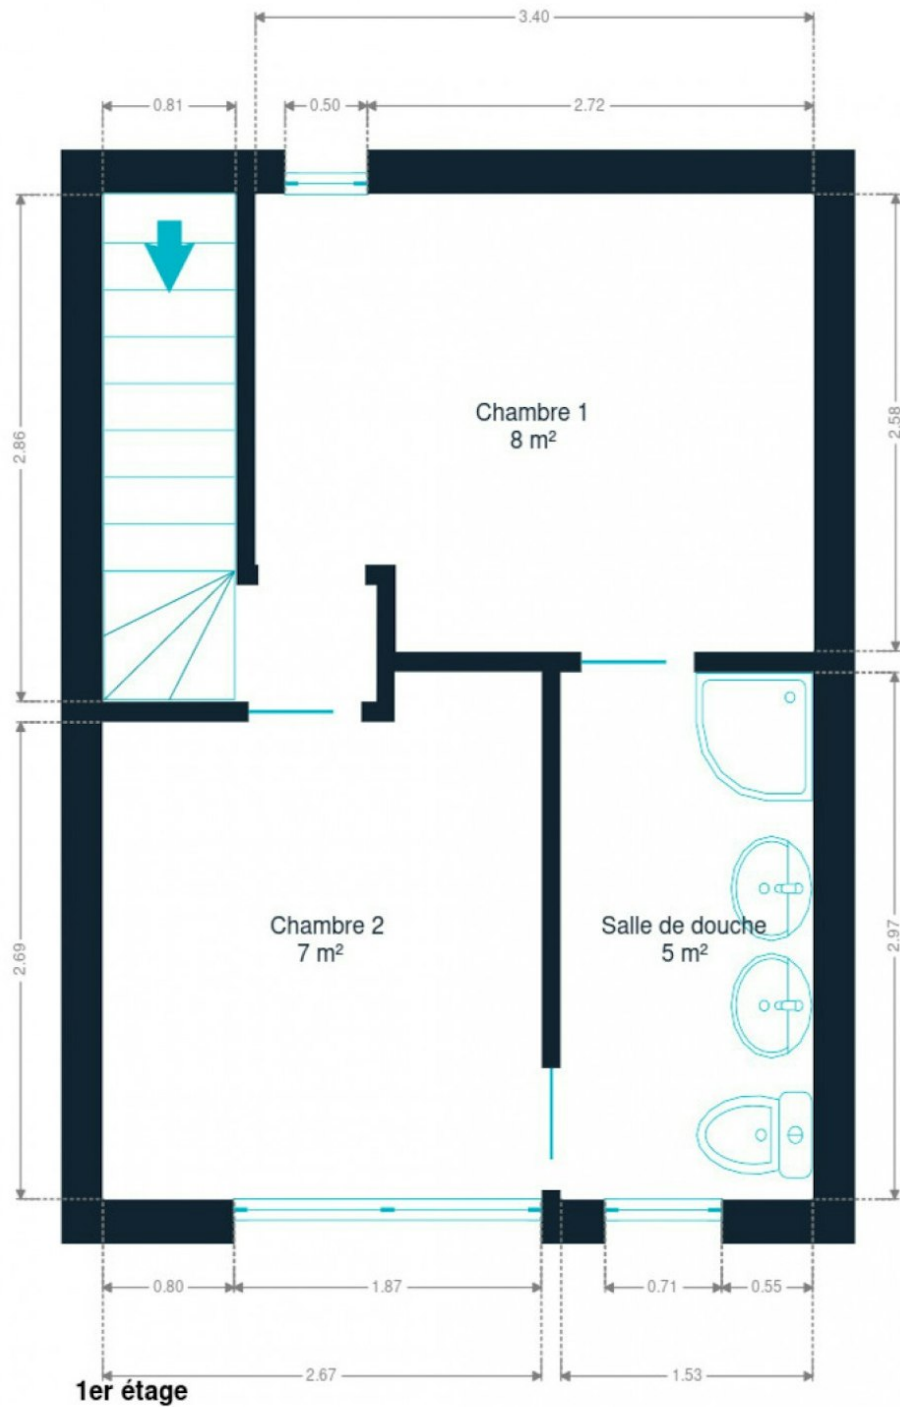 3.40
0.81
0.50
2.72
2.86
2.58
Chambre 1
8 m²
Chambre 2
7 m²
Salle de douche
5 m²
2.69
2.97
0.80
1.87
0.71
0.55
2.67
1.53
1er étage